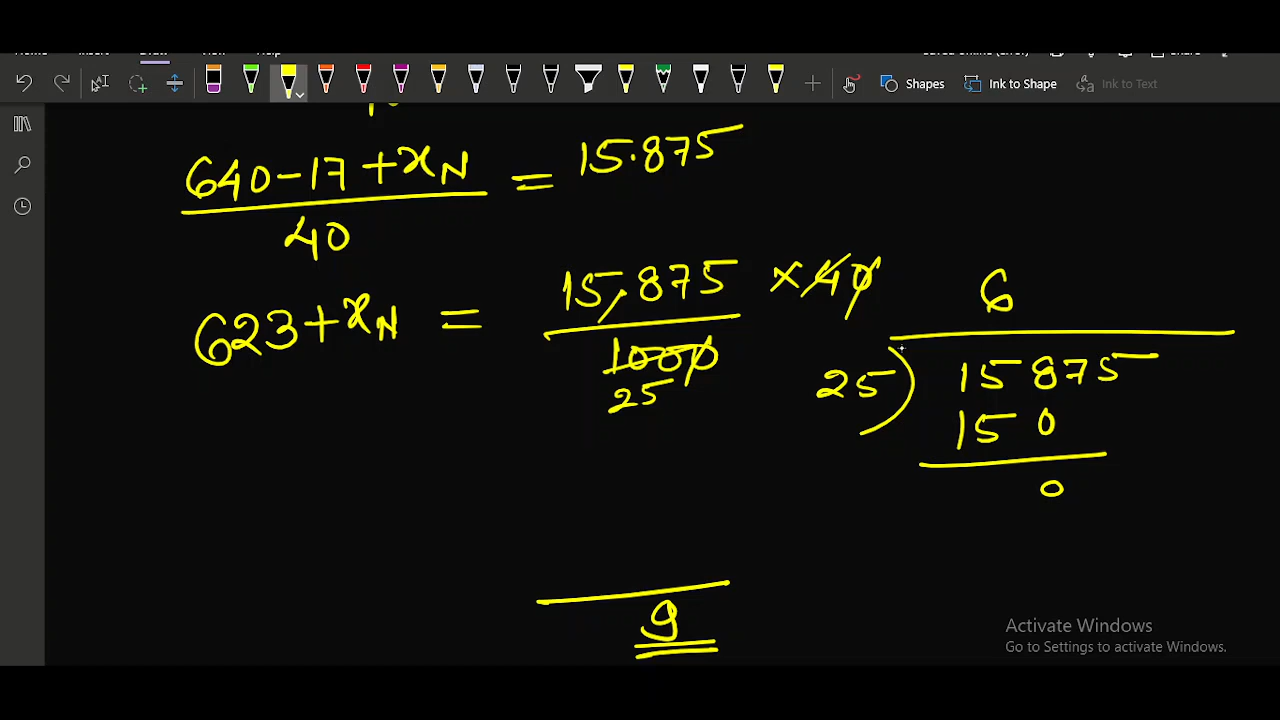 Shapes Ink to Shape Ink to Text
640-17+xN = 15.875
40
623+xN = 15,875 × 40
1000
25
6
25) 15875
150
0
9
Activate Windows
Go to Settings to activate Windows.